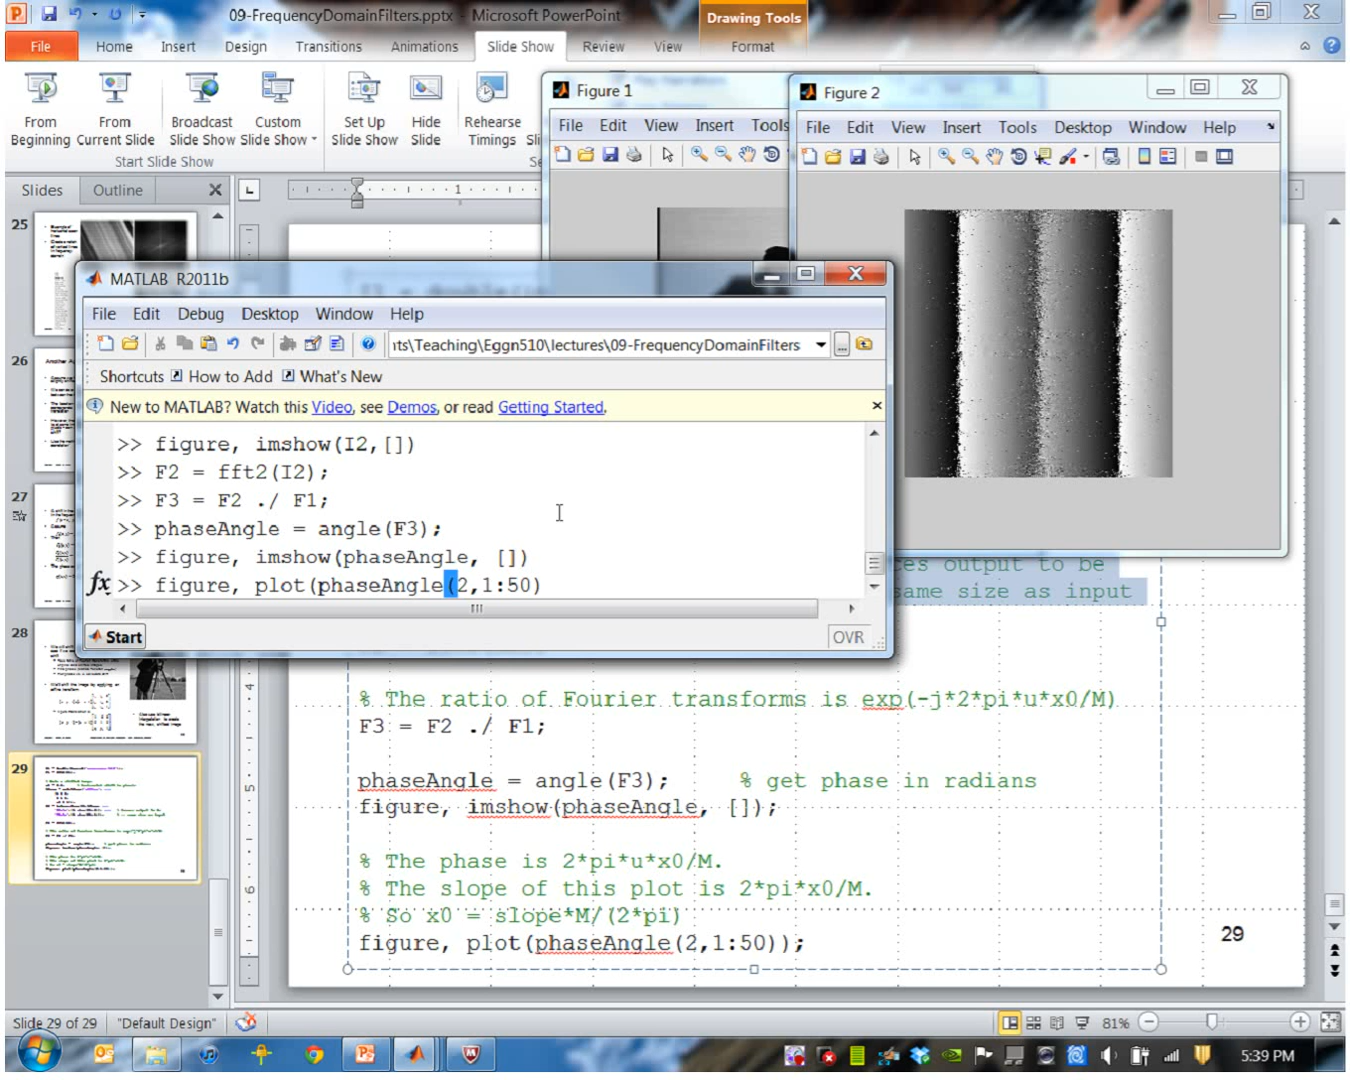 09-FrequencyDomainFilters.pptx - Microsoft PowerPoint
Drawing Tools
File Home Insert Design Transitions Animations Slide Show Review View Format
From Beginning
From Current Slide
Broadcast Slide Show
Custom Slide Show
Set Up Slide Show
Hide Slide
Rehearse Timings
Start Slide Show
Figure 1
File Edit View Insert Tools
Figure 2
File Edit View Insert Tools Desktop Window Help
Slides Outline
25
26
27
28
29
MATLAB R2011b
File Edit Debug Desktop Window Help
ıts\Teaching\Eggn510\lectures\09-FrequencyDomainFilters
Shortcuts How to Add What's New
New to MATLAB? Watch this Video, see Demos, or read Getting Started.
>> figure, imshow(I2,[])
>> F2 = fft2(I2);
>> F3 = F2 ./ F1;
>> phaseAngle = angle(F3);
>> figure, imshow(phaseAngle, [])
fx >> figure, plot(phaseAngle(2,1:50)
Start
OVR
ces output to be
same size as input
% The ratio of Fourier transforms is exp(-j*2*pi*u*x0/M)
F3 = F2 ./ F1;
phaseAngle = angle(F3); % get phase in radians
figure, imshow(phaseAngle, []);
% The phase is 2*pi*u*x0/M.
% The slope of this plot is 2*pi*x0/M.
% So x0 = slope*M/(2*pi)
figure, plot(phaseAngle(2,1:50));
29
Slide 29 of 29 "Default Design" 81%
5:39 PM